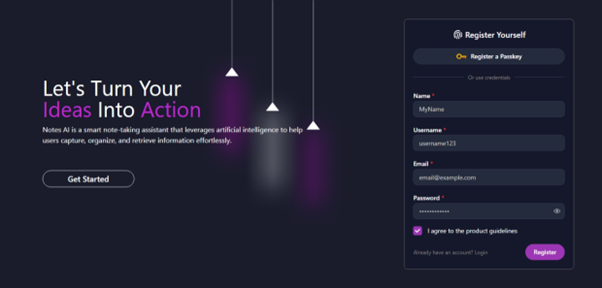 Let's Turn Your
Ideas Into Action
Notes AI is a smart note-taking assistant that leverages artificial intelligence to help
users capture, organize, and retrieve information effortlessly.
Get Started
Register Yourself
Register a Passkey
Or use credentials
Name *
MyName
Username *
username123
Email *
email@example.com
Password *
••••••••••••
I agree to the product guidelines
Already have an account? Login
Register